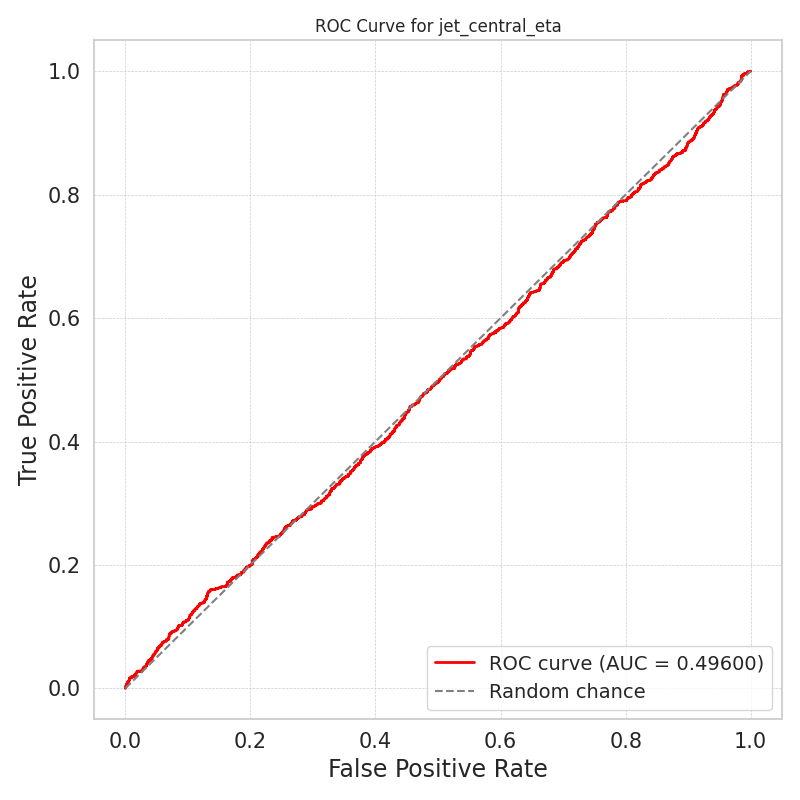 ROC Curve for jet_central_eta
True Positive Rate
1.0
0.8
0.6
0.4
0.2
0.0
ROC curve (AUC = 0.49600)
Random chance
0.0 0.2 0.4 0.6 0.8 1.0
False Positive Rate